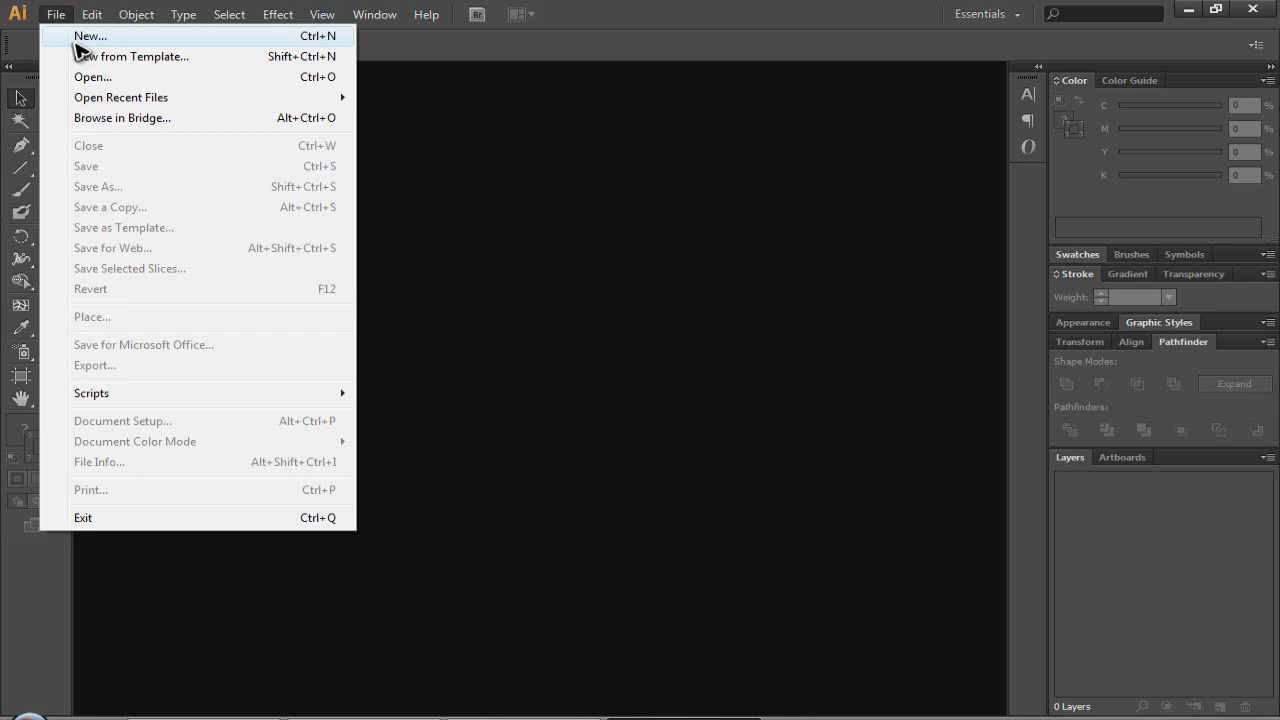 Ai File Edit Object Type Select Effect View Window Help Br Essentials
New... Ctrl+N
from Template... Shift+Ctrl+N
Open... Ctrl+O
Open Recent Files
Browse in Bridge... Alt+Ctrl+O
Close Ctrl+W
Save Ctrl+S
Save As... Shift+Ctrl+S
Save a Copy... Alt+Ctrl+S
Save as Template...
Save for Web... Alt+Shift+Ctrl+S
Save Selected Slices...
Revert F12
Place...
Save for Microsoft Office...
Export...
Scripts
Document Setup... Alt+Ctrl+P
Document Color Mode
File Info... Alt+Shift+Ctrl+I
Print... Ctrl+P
Exit Ctrl+Q
Color Color Guide
C 0 %
M 0 %
Y 0 %
K 0 %
Swatches Brushes Symbols
Stroke Gradient Transparency
Weight:
Appearance Graphic Styles
Transform Align Pathfinder
Shape Modes:
Expand
Pathfinders:
Layers Artboards
0 Layers